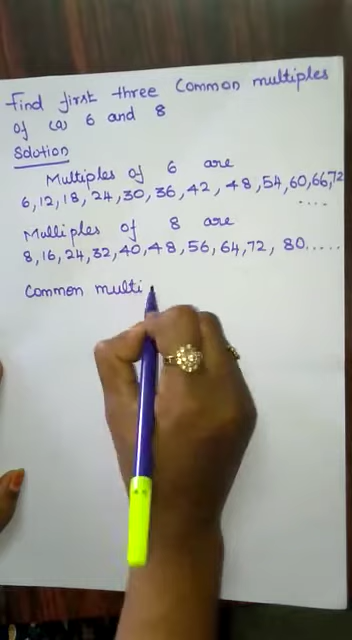 Find first three Common multiples
of (a) 6 and 8
Solution
Multiples of 6 are
6,12,18,24,30,36,42,48,54,60,66,72
....
Multiples of 8 are
8,16,24,32,40,48,56,64,72,80.....
Common multi